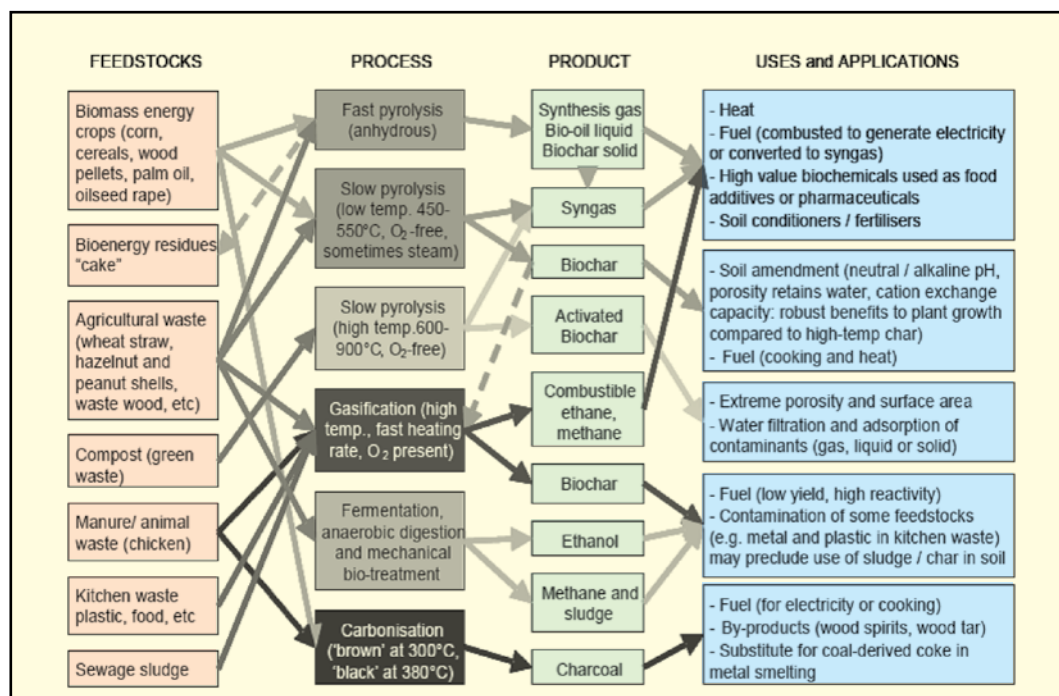 FEEDSTOCKS
Biomass energy
crops (corn,
cereals, wood
pellets, palm oil,
oilseed rape)
Bioenergy residues
“cake”
Agricultural waste
(wheat straw,
hazelnut and
peanut shells,
waste wood, etc)
Compost (green
waste)
Manure/ animal
waste (chicken)
Kitchen waste
plastic, food, etc
Sewage sludge
PROCESS
Fast pyrolysis
(anhydrous)
Slow pyrolysis
(low temp. 450-
550°C, O₂-free,
sometimes steam)
Slow pyrolysis
(high temp.600-
900°C, O₂-free)
Gasification (high
temp., fast heating
rate, O₂ present)
Fermentation,
anaerobic digestion
and mechanical
bio-treatment
Carbonisation
(‘brown’ at 300°C,
‘black’ at 380°C)
PRODUCT
Synthesis gas
Bio-oil liquid
Biochar solid
Syngas
Biochar
Activated
Biochar
Combustible
ethane,
methane
Biochar
Ethanol
Methane and
sludge
Charcoal
USES and APPLICATIONS
- Heat
- Fuel (combusted to generate electricity
or converted to syngas)
- High value biochemicals used as food
additives or pharmaceuticals
- Soil conditioners / fertilisers
- Soil amendment (neutral / alkaline pH,
porosity retains water, cation exchange
capacity: robust benefits to plant growth
compared to high-temp char)
- Fuel (cooking and heat)
- Extreme porosity and surface area
- Water filtration and adsorption of
contaminants (gas, liquid or solid)
- Fuel (low yield, high reactivity)
- Contamination of some feedstocks
(e.g. metal and plastic in kitchen waste)
may preclude use of sludge / char in soil
- Fuel (for electricity or cooking)
- By-products (wood spirits, wood tar)
- Substitute for coal-derived coke in
metal smelting